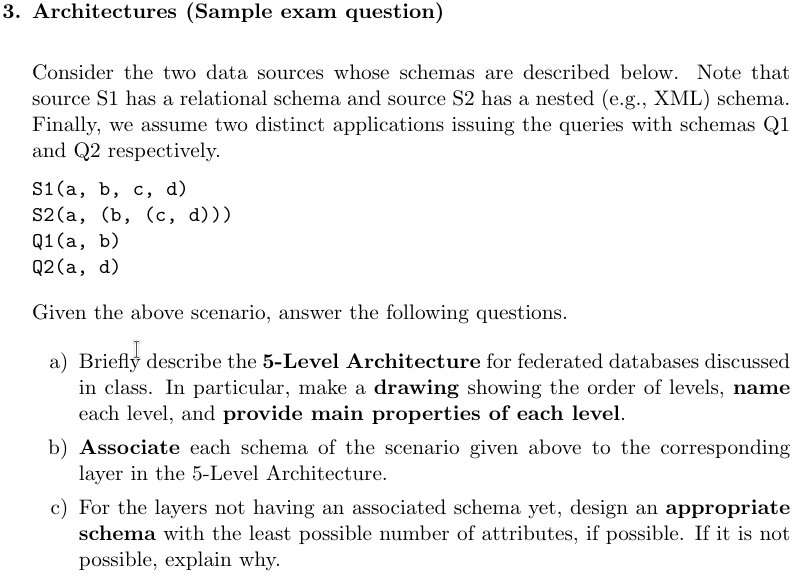 3. Architectures (Sample exam question)
Consider the two data sources whose schemas are described below. Note that
source S1 has a relational schema and source S2 has a nested (e.g., XML) schema.
Finally, we assume two distinct applications issuing the queries with schemas Q1
and Q2 respectively.
S1(a, b, c, d)
S2(a, (b, (c, d)))
Q1(a, b)
Q2(a, d)
Given the above scenario, answer the following questions.
a) Briefly describe the 5-Level Architecture for federated databases discussed
in class. In particular, make a drawing showing the order of levels, name
each level, and provide main properties of each level.
b) Associate each schema of the scenario given above to the corresponding
layer in the 5-Level Architecture.
c) For the layers not having an associated schema yet, design an appropriate
schema with the least possible number of attributes, if possible. If it is not
possible, explain why.